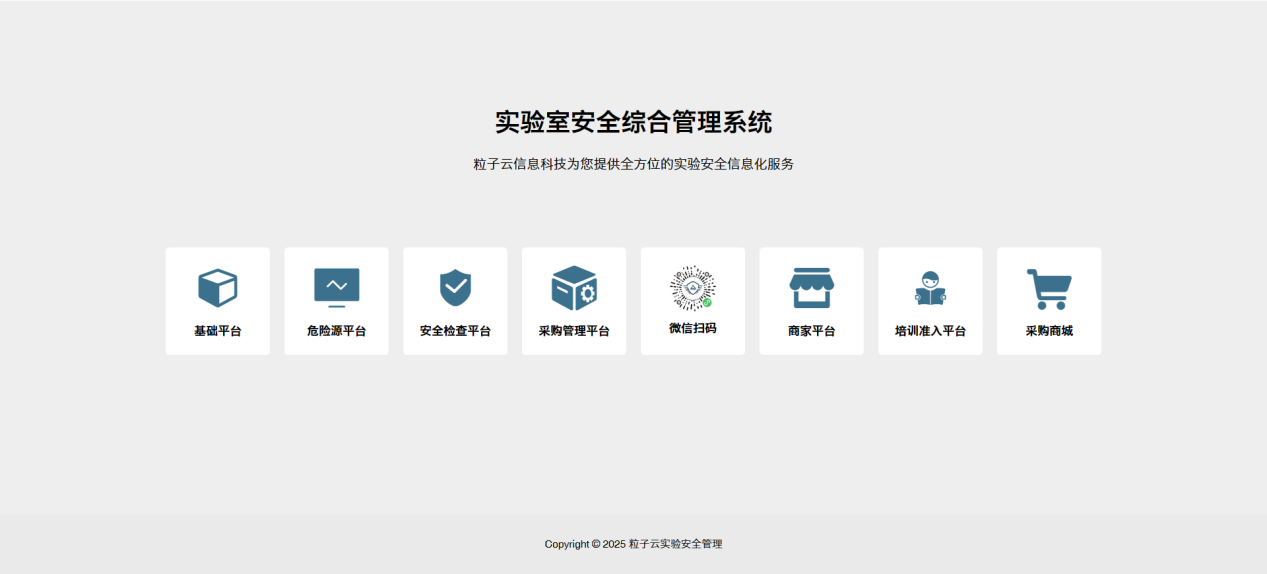 实验室安全综合管理系统
粒子云信息科技为您提供全方位的实验安全信息化服务
基础平台
危险源平台
安全检查平台
采购管理平台
微信扫码
商家平台
培训准入平台
采购商城
Copyright © 2025 粒子云实验安全管理